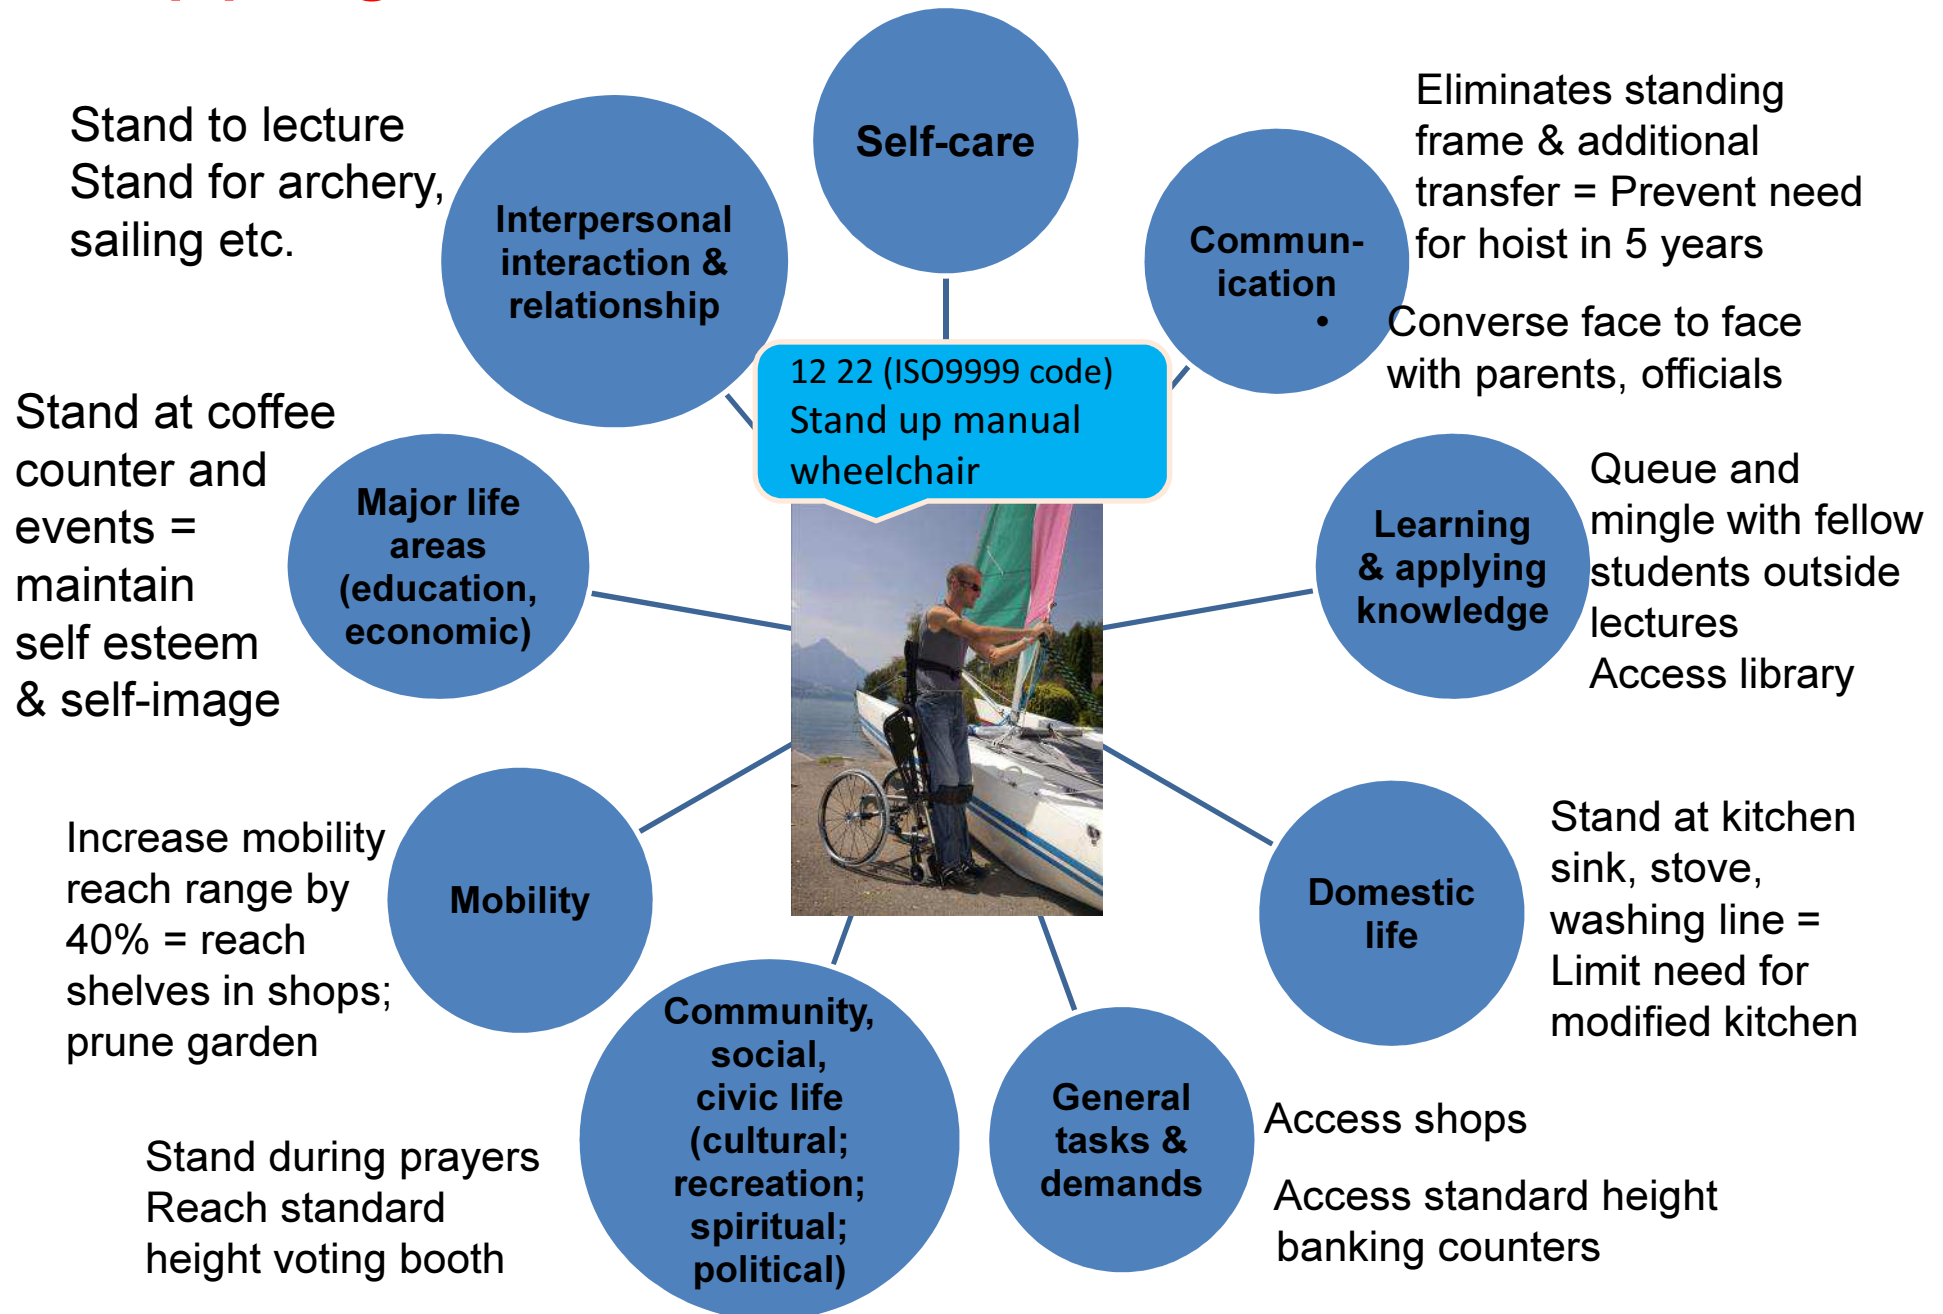 Self-care
Eliminates standing
frame & additional
transfer = Prevent need
for hoist in 5 years
Stand to lecture
Stand for archery,
sailing etc.
Interpersonal
interaction &
relationship
Commun-
ication
• Converse face to face
with parents, officials
12 22 (ISO9999 code)
Stand up manual
wheelchair
Stand at coffee
counter and
events =
maintain
self esteem
& self-image
Major life
areas
(education,
economic)
Learning
& applying
knowledge
Queue and
mingle with fellow
students outside
lectures
Access library
Increase mobility
reach range by
40% = reach
shelves in shops;
prune garden
Mobility
Domestic
life
Stand at kitchen
sink, stove,
washing line =
Limit need for
modified kitchen
Stand during prayers
Reach standard
height voting booth
Community,
social,
civic life
(cultural;
recreation;
spiritual;
political)
General
tasks &
demands
Access shops
Access standard height
banking counters